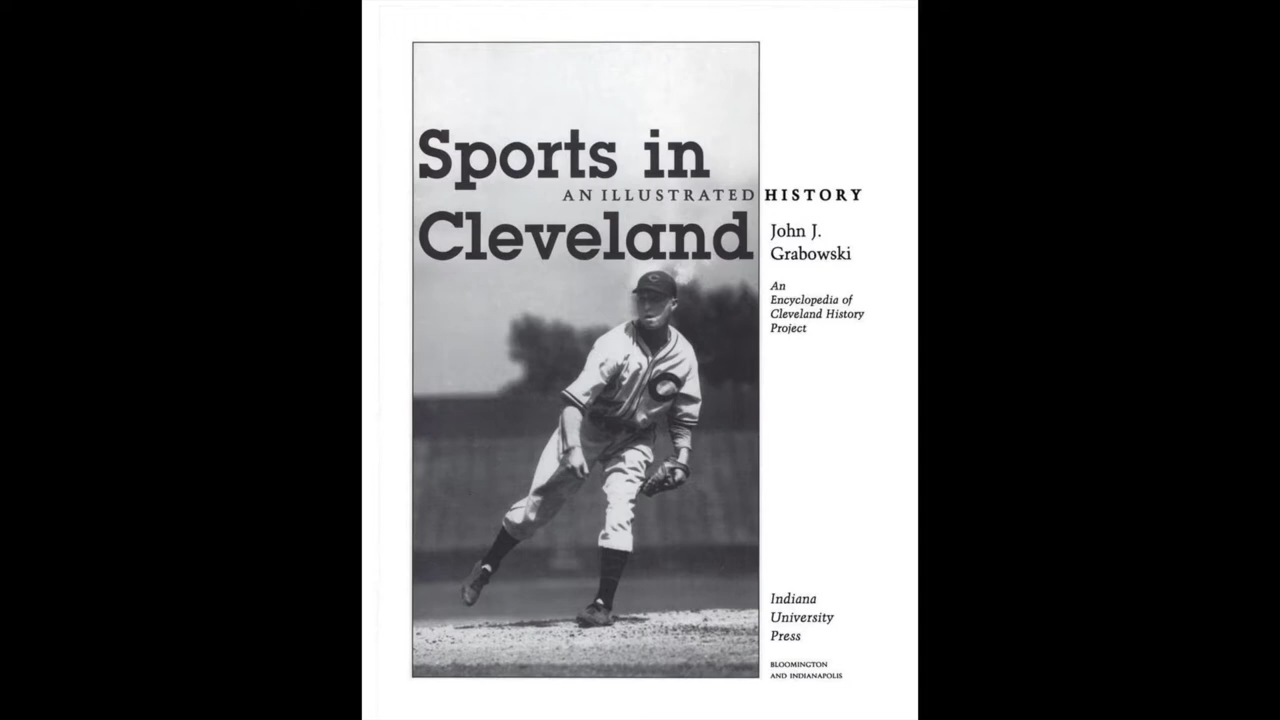 Sports in
AN ILLUSTRATED HISTORY
Cleveland
John J.
Grabowski
An
Encyclopedia of
Cleveland History
Project
C
C
Indiana
University
Press
BLOOMINGTON
AND INDIANAPOLIS